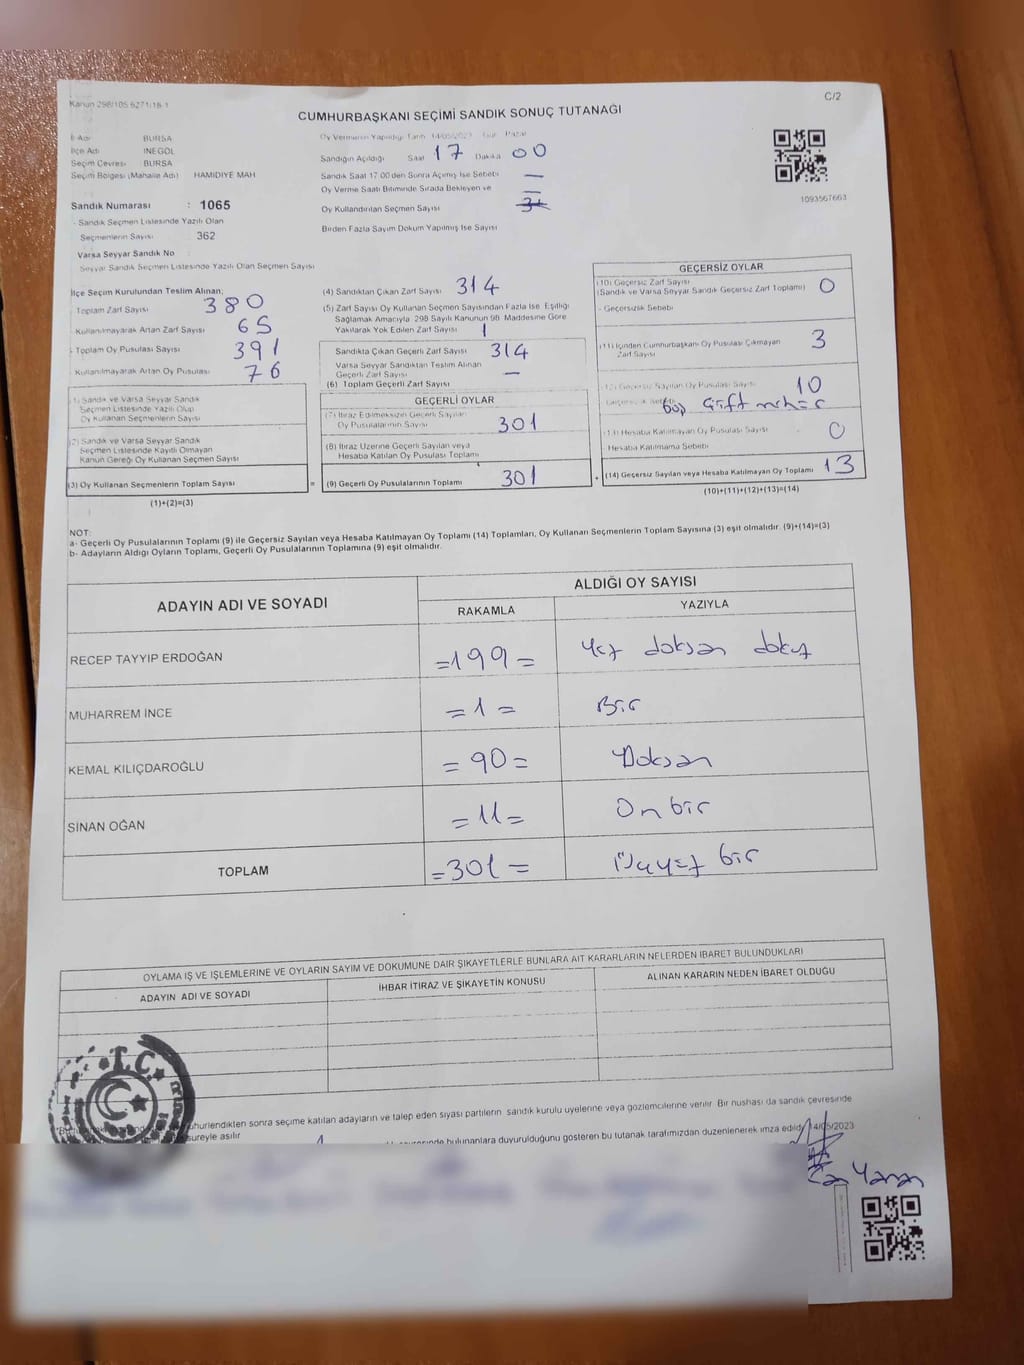 Kanun 298/105 6271/18-1
C/2
CUMHURBAŞKANI SEÇİMİ SANDIK SONUÇ TUTANAĞI
İl Adı BURSA
İlçe Adı İNEGÖL
Seçim Çevresi BURSA
Seçim Bölgesi (Mahalle Adı) HAMİDİYE MAH
Sandık Numarası : 1065
- Sandık Seçmen Listesinde Yazılı Olan
Seçmenlerin Sayısı 362
Varsa Seyyar Sandık No
Seyyar Sandık Seçmen Listesinde Yazılı Olan Seçmen Sayısı
Oy Vermenin Yapıldığı Tarih 14/05/2023 Gün Pazar
Sandığın Açıldığı Saat 17 Dakika 00
Sandık Saat 17.00'den Sonra Açılmış İse Sebebi —
Oy Verme Saati Bitiminde Sırada Bekleyen ve
Oy Kullandırılan Seçmen Sayısı
Birden Fazla Sayım Döküm Yapılmış İse Sayısı
1093567663
İlçe Seçim Kurulundan Teslim Alınan;
- Toplam Zarf Sayısı 380
- Kullanılmayarak Artan Zarf Sayısı 65
- Toplam Oy Pusulası Sayısı 391
- Kullanılmayarak Artan Oy Pusulası 76
(1) Sandık ve Varsa Seyyar Sandık
Seçmen Listesinde Yazılı Olup
Oy Kullanan Seçmenlerin Sayısı
(2) Sandık ve Varsa Seyyar
Seçmen Listesinde Kayıtlı Olmayan
Kanun Gereği Oy Kullanan Seçmen Sayısı
(3) Oy Kullanan Seçmenlerin Toplam Sayısı =
(1)+(2)=(3)
(4) Sandıktan Çıkan Zarf Sayısı 314
(5) Zarf Sayısı Oy Kullanan Seçmen Sayısından Fazla İse, Eşitliği
Sağlamak Amacıyla 298 Sayılı Kanunun 98. Maddesine Göre
Yakılarak Yok Edilen Zarf Sayısı 1
Sandıkta Çıkan Geçerli Zarf Sayısı 314
Varsa Seyyar Sandıktan Teslim Alınan
Geçerli Zarf Sayısı —
(6) Toplam Geçerli Zarf Sayısı
GEÇERLİ OYLAR
(7) İtiraz Edilmeksizin Geçerli Sayılan
Oy Pusulasının Sayısı 301
(8) İtiraz Üzerine Geçerli Sayılan veya
Hesaba Katılan Oy Pusulası Toplamı
(9) Geçerli Oy Pusulalarının Toplamı 301 +
GEÇERSİZ OYLAR
(10) Geçersiz Zarf Sayısı
(Sandık ve Varsa Seyyar Sandık Geçersiz Zarf Toplamı) 0
- Geçersizlik Sebebi
(11) İçinden Cumhurbaşkanı Oy Pusulası Çıkmayan
Zarf Sayısı 3
(12) Geçersiz Sayılan Oy Pusulası Sayısı 10
Geçersizlik Sebebi
(13) Hesaba Katılmayan Oy Pusulası Sayısı 0
Hesaba Katılmama Sebebi
(14) Geçersiz Sayılan veya Hesaba Katılmayan Oy Toplamı 13
(10)+(11)+(12)+(13)=(14)
NOT:
a- Geçerli Oy Pusulalarının Toplamı (9) ile Geçersiz Sayılan veya Hesaba Katılmayan Oy Toplamı (14) Toplamları, Oy Kullanan Seçmenlerin Toplam Sayısına (3) eşit olmalıdır. (9)+(14)=(3)
b- Adayların Aldığı Oyların Toplamı, Geçerli Oy Pusulalarının Toplamına (9) eşit olmalıdır.
ADAYIN ADI VE SOYADI
ALDIĞI OY SAYISI
RAKAMLA YAZIYLA
RECEP TAYYIP ERDOĞAN =199= Yüz doksan dokuz
MUHARREM İNCE =1= Bir
KEMAL KILIÇDAROĞLU =90= Doksan
SİNAN OĞAN =11= On bir
TOPLAM =301= Üçyüz bir
OYLAMA İŞ VE İŞLEMLERİNE VE OYLARIN SAYIM VE DÖKÜMÜNE DAİR ŞİKAYETLERLE BUNLARA AİT KARARLARIN NELERDEN İBARET BULUNDUKLARI
ADAYIN ADI VE SOYADI İHBAR İTİRAZ VE ŞİKAYETİN KONUSU ALINAN KARARIN NEDEN İBARET OLDUĞU
T.C.
sonra seçime katılan adayların ve talep eden siyasi partilerin sandık kurulu üyelerine veya gözlemcilerine verilir. Bir nüshası da sandık çevresinde
süreyle asılır
bulunanlara duyurulduğunu gösteren bu tutanak tarafımızdan düzenlenerek imza edildi 14/05/2023